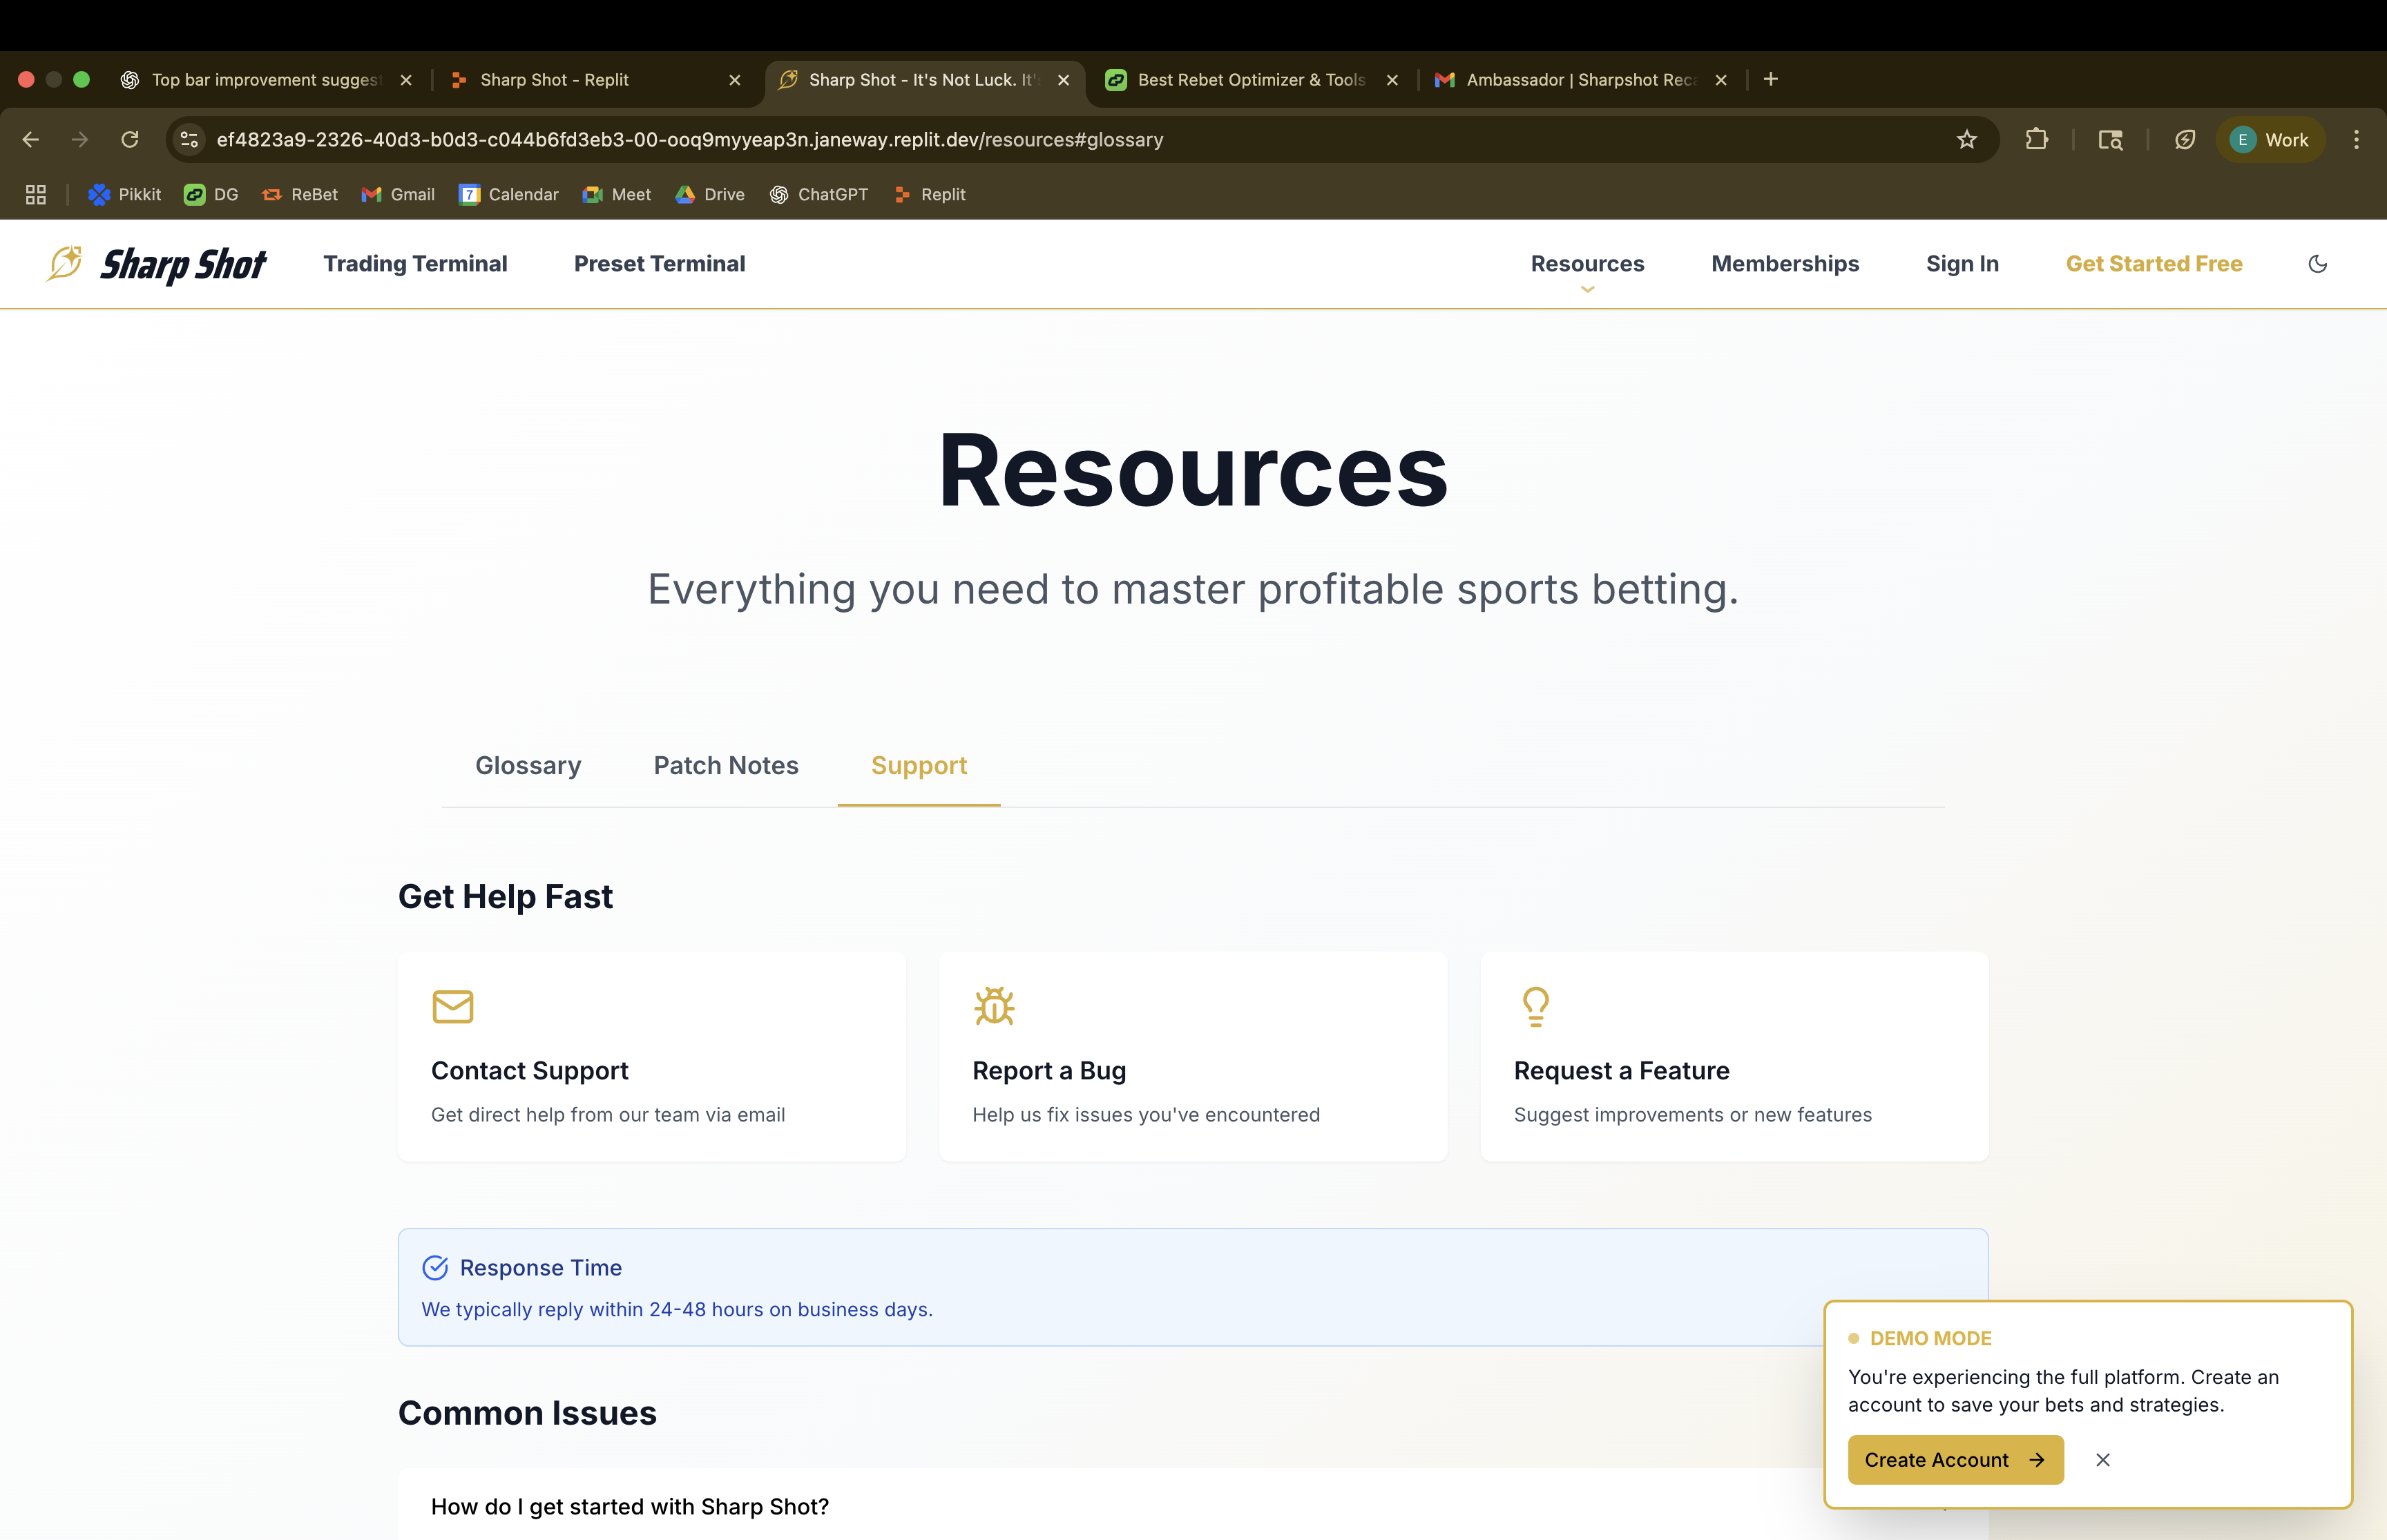 Top bar improvement sugges
Sharp Shot - Replit
Sharp Shot - It's Not Luck. It's
Best Rebet Optimizer & Tools
Ambassador | Sharpshot Rec
ef4823a9-2326-40d3-b0d3-c044b6fd3eb3-00-ooq9myyeap3n.janeway.replit.dev/resources#glossary
E Work
Pikkit
DG
ReBet
Gmail
7 Calendar
Meet
Drive
ChatGPT
Replit
Sharp Shot
Trading Terminal
Preset Terminal
Resources
Memberships
Sign In
Get Started Free
Resources
Everything you need to master profitable sports betting.
Glossary
Patch Notes
Support
Get Help Fast
Contact Support
Get direct help from our team via email
Report a Bug
Help us fix issues you've encountered
Request a Feature
Suggest improvements or new features
Response Time
We typically reply within 24-48 hours on business days.
Common Issues
How do I get started with Sharp Shot?
DEMO MODE
You're experiencing the full platform. Create an
account to save your bets and strategies.
Create Account